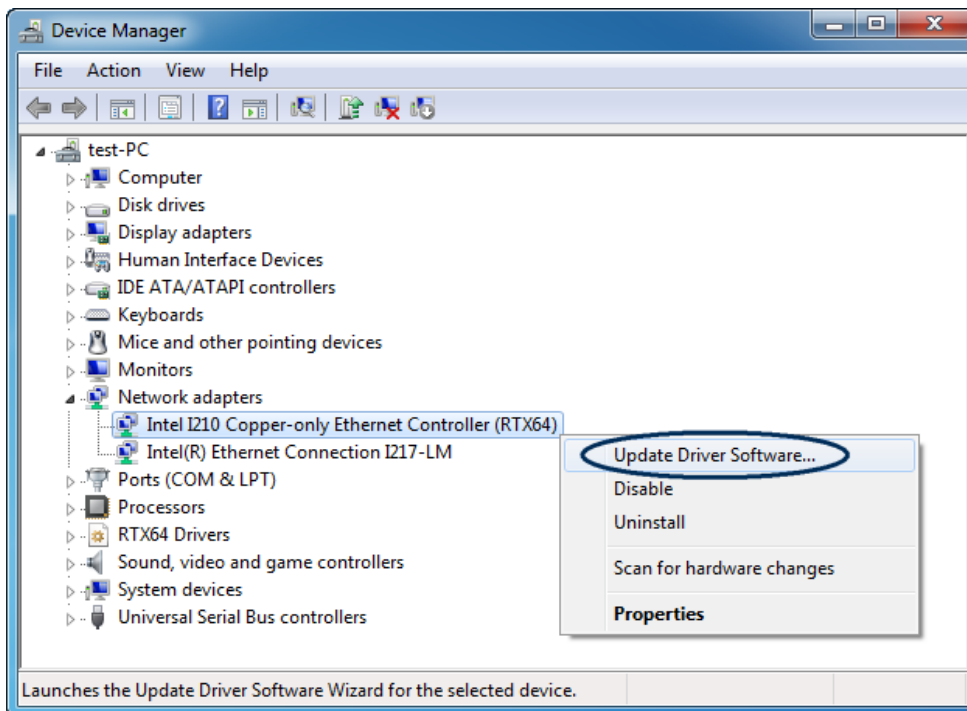 Device Manager
File Action View Help
test-PC
Computer
Disk drives
Display adapters
Human Interface Devices
IDE ATA/ATAPI controllers
Keyboards
Mice and other pointing devices
Monitors
Network adapters
Intel I210 Copper-only Ethernet Controller (RTX64)
Intel(R) Ethernet Connection I217-LM
Ports (COM & LPT)
Processors
RTX64 Drivers
Sound, video and game controllers
System devices
Universal Serial Bus controllers
Update Driver Software...
Disable
Uninstall
Scan for hardware changes
Properties
Launches the Update Driver Software Wizard for the selected device.